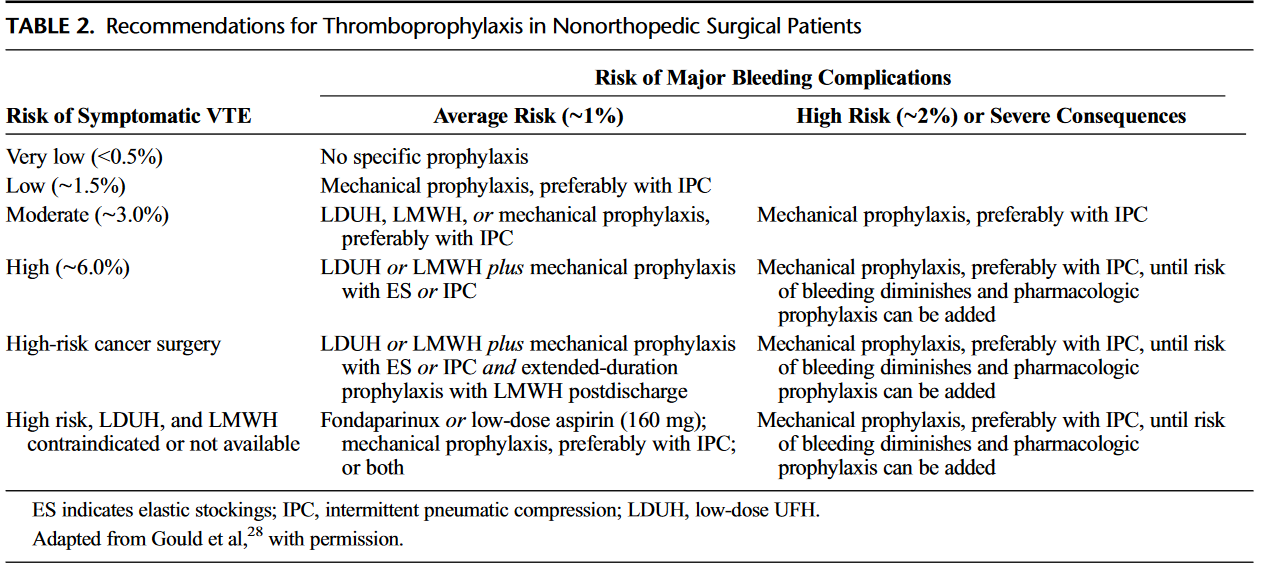 TABLE 2. Recommendations for Thromboprophylaxis in Nonorthopedic Surgical Patients
Risk of Major Bleeding Complications
Risk of Symptomatic VTE
Average Risk (~1%)
High Risk (~2%) or Severe Consequences
Very low (<0.5%)
No specific prophylaxis
Low (~1.5%)
Mechanical prophylaxis, preferably with IPC
Moderate (~3.0%)
LDUH, LMWH, or mechanical prophylaxis,
preferably with IPC
Mechanical prophylaxis, preferably with IPC
High (~6.0%)
LDUH or LMWH plus mechanical prophylaxis
with ES or IPC
Mechanical prophylaxis, preferably with IPC, until risk
of bleeding diminishes and pharmacologic
prophylaxis can be added
High-risk cancer surgery
LDUH or LMWH plus mechanical prophylaxis
with ES or IPC and extended-duration
prophylaxis with LMWH postdischarge
Mechanical prophylaxis, preferably with IPC, until risk
of bleeding diminishes and pharmacologic
prophylaxis can be added
High risk, LDUH, and LMWH
contraindicated or not available
Fondaparinux or low-dose aspirin (160 mg);
mechanical prophylaxis, preferably with IPC;
or both
Mechanical prophylaxis, preferably with IPC, until risk
of bleeding diminishes and pharmacologic
prophylaxis can be added
ES indicates elastic stockings; IPC, intermittent pneumatic compression; LDUH, low-dose UFH.
Adapted from Gould et al,28 with permission.